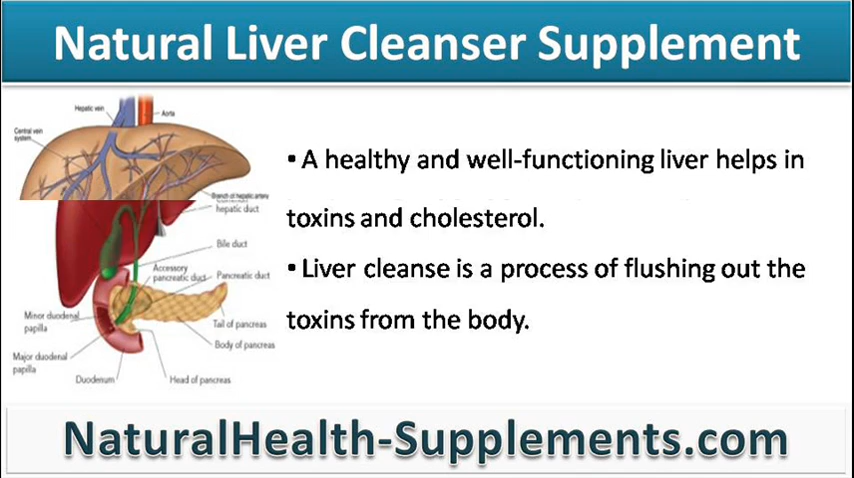 Natural Liver Cleanser Supplement
Hepatic vein
Aorta
Central vein
system
Branch of hepatic artery
hepatic duct
Bile duct
Accessory
pancreatic duct
Pancreatic duct
Minor duodenal
papilla
Tail of pancreas
Body of pancreas
Major duodenal
papilla
Duodenum
Head of pancreas
▪ A healthy and well-functioning liver helps in
toxins and cholesterol.
▪ Liver cleanse is a process of flushing out the
toxins from the body.
NaturalHealth-Supplements.com